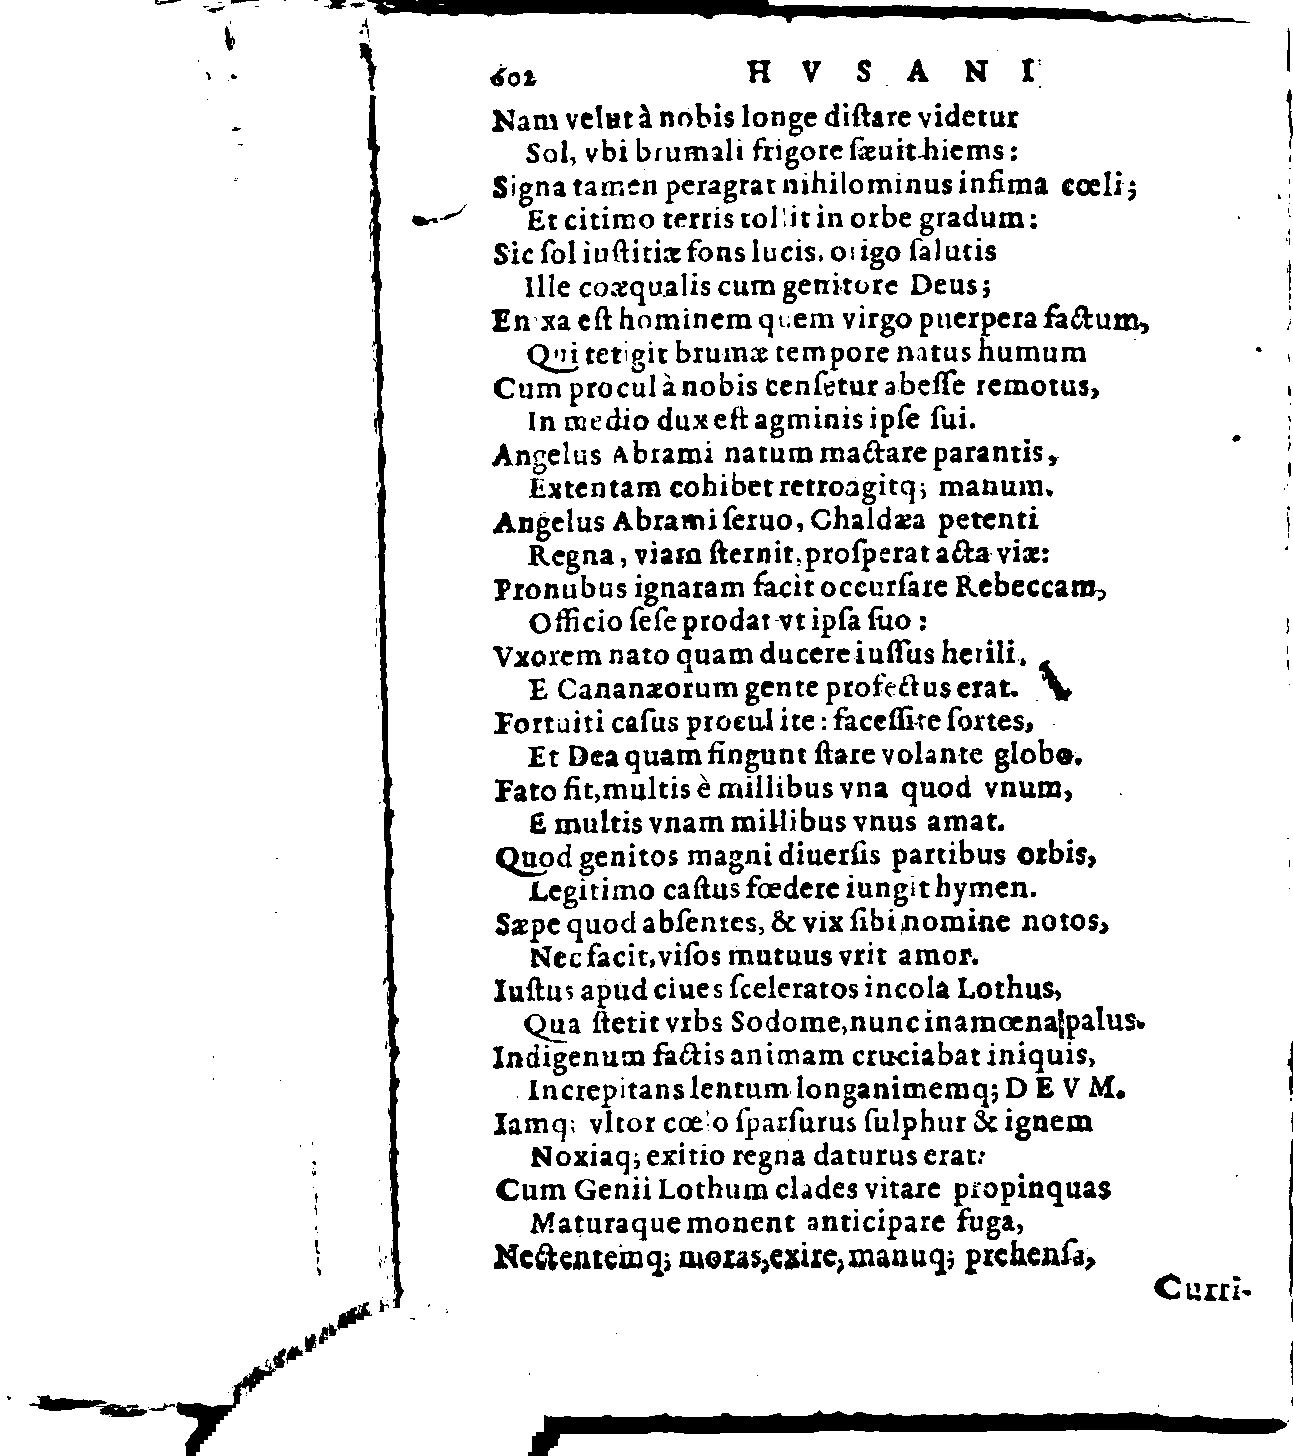 602 HVSANI
Nam velut à nobis longe diſtare videtur
Sol, vbi brumali frigore ſæuit hiems:
Signa tamen peragrat nihilominus infima cœli;
Et citimo terris tollit in orbe gradum:
Sic ſol iuſtitiæ fons lucis, origo ſalutis
Ille coæqualis cum genitore Deus;
Enixa eſt hominem quem virgo puerpera factum,
Qui tetigit brumæ tempore natus humum
Cum procul à nobis cenſetur abeſſe remotus,
In medio dux eſt agminis ipſe ſui.
Angelus Abrami natum mactare parantis,
Extentam cohibet retroagitq; manum.
Angelus Abrami ſeruo, Chaldæa petenti
Regna, viam ſternit, proſperat acta viæ:
Pronubus ignaram facit occurſare Rebeccam,
Officio ſeſe prodat vt ipſa ſuo:
Vxorem nato quam ducere iuſſus herili,
E Cananæorum gente profectus erat.
Fortuiti caſus procul ite: faceſſite ſortes,
Et Dea quam fingunt ſtare volante globo.
Fato fit, multis è millibus vna quod vnum,
E multis vnam millibus vnus amat.
Quod genitos magni diuerſis partibus orbis,
Legitimo caſtus fœdere iungit hymen.
Sæpe quod abſentes, & vix ſibi nomine notos,
Nec facit, viſos mutuus vrit amor.
Iuſtus apud ciues ſceleratos incola Lothus,
Qua ſtetit vrbs Sodome, nunc inamœna palus.
Indigenum factis animam cruciabat iniquis,
Increpitans lentum longanimemq; DEVM.
Iamq; vltor cœlo ſparſurus ſulphur & ignem
Noxiaq; exitio regna daturus erat:
Cum Genii Lothum clades vitare propinquas
Maturaque monent anticipare fuga,
Nectentemq; moras, exire, manuq; prehenſa,
Curri-